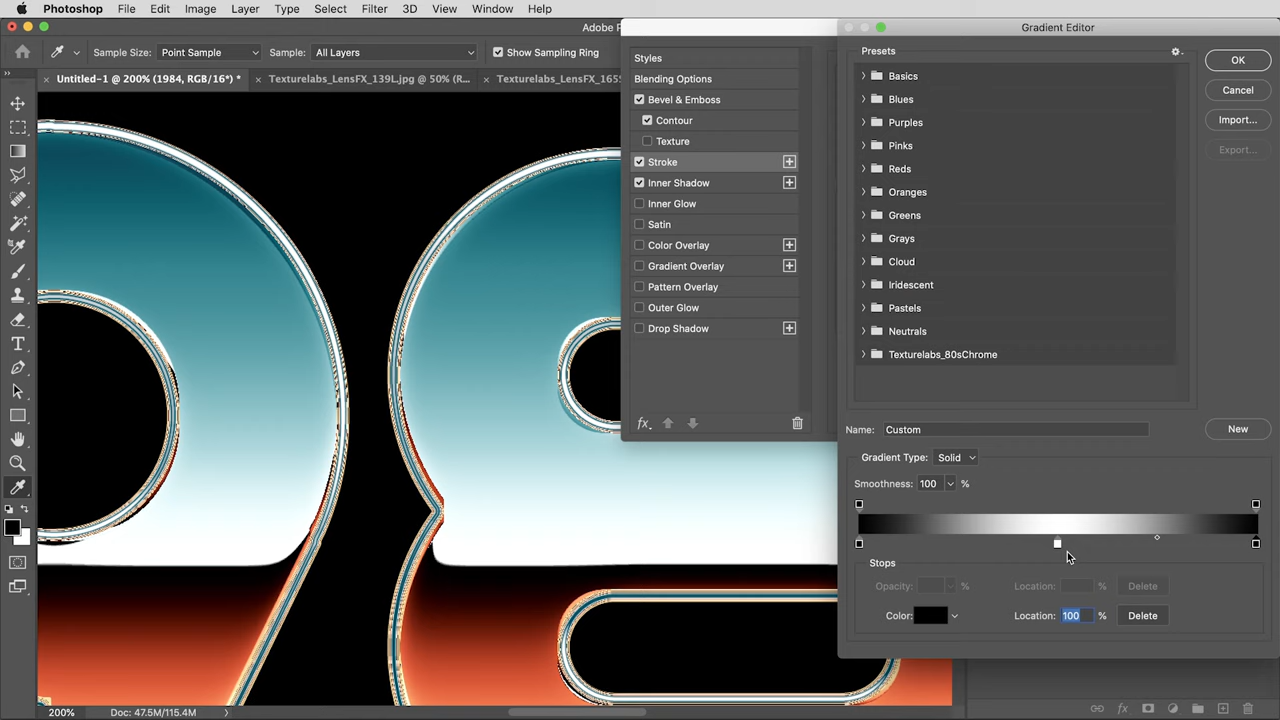 Photoshop File Edit Image Layer Type Select Filter 3D View Window Help
Adobe P
Gradient Editor
Sample Size: Point Sample Sample: All Layers Show Sampling Ring
Untitled-1 @ 200% (1984, RGB/16*) * Texturelabs_LensFX_139L.jpg @ 50% (R... Texturelabs_LensFX_165S
Styles
Blending Options
Bevel & Emboss
Contour
Texture
Stroke
Inner Shadow
Inner Glow
Satin
Color Overlay
Gradient Overlay
Pattern Overlay
Outer Glow
Drop Shadow
fx
Presets
Basics
Blues
Purples
Pinks
Reds
Oranges
Greens
Grays
Cloud
Iridescent
Pastels
Neutrals
Texturelabs_80sChrome
OK
Cancel
Import...
Export...
Name: Custom
New
Gradient Type: Solid
Smoothness: 100 %
Stops
Opacity: % Location: % Delete
Color: Location: 100 % Delete
200% Doc: 47.5M/115.4M
fx